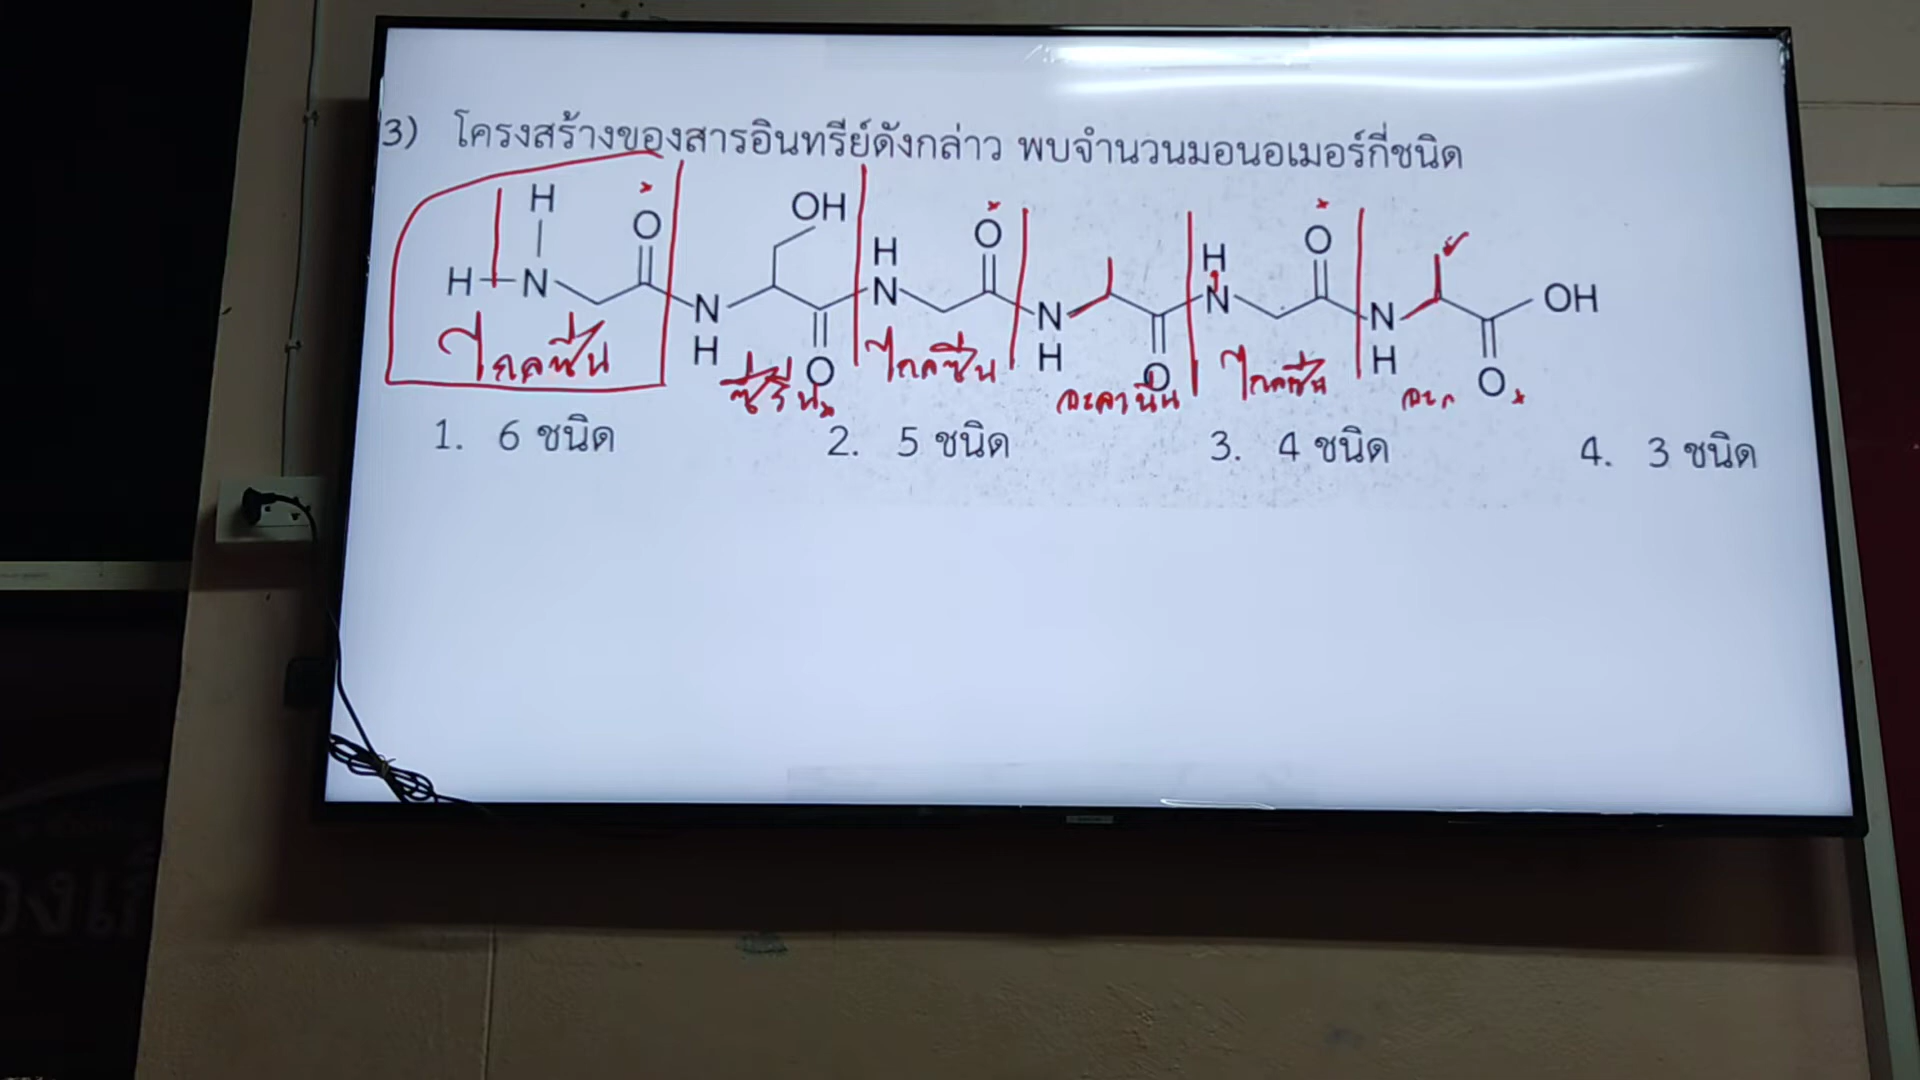 3) โครงสร้างของสารอินทรีย์ดังกล่าว พบจำนวนมอนอเมอร์กี่ชนิด
H O OH H O H O
H N N N N N N OH
H O H O H O
ไกลซีน ซีรีน ไกลซีน อะลานีน ไกลซีน
1. 6 ชนิด 2. 5 ชนิด 3. 4 ชนิด 4. 3 ชนิด